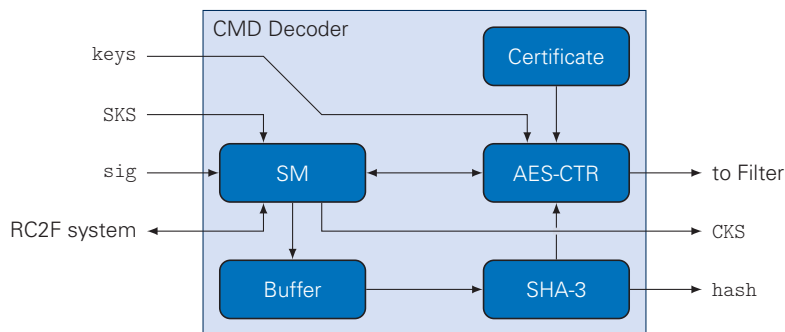 CMD Decoder
keys
Certificate
SKS
sig
SM
AES-CTR
to Filter
RC2F system
CKS
Buffer
SHA-3
hash